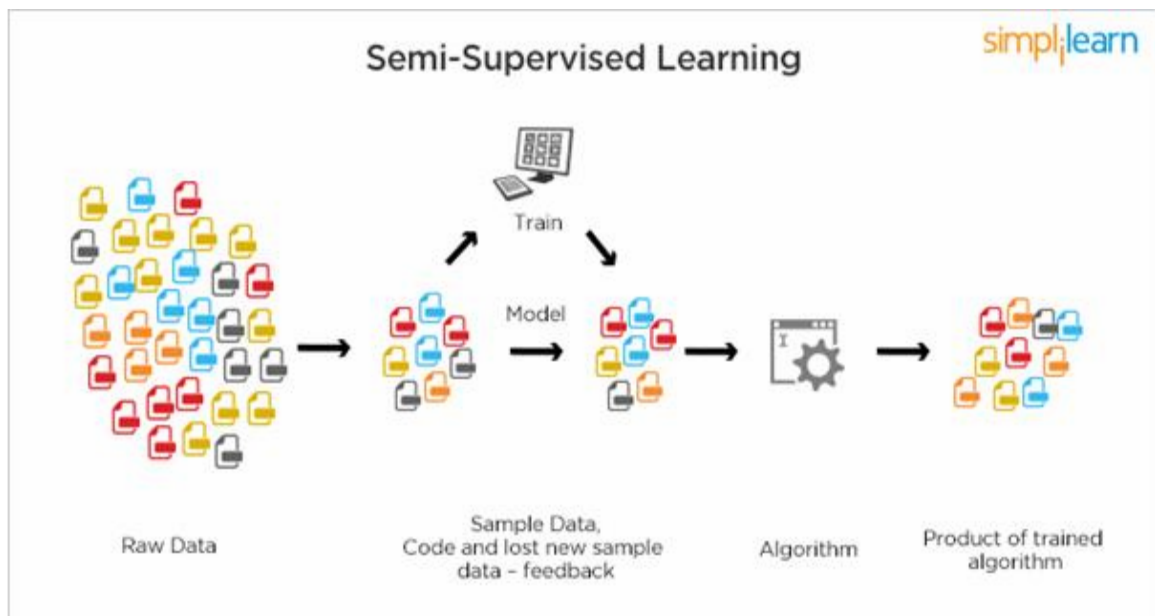 Semi-Supervised Learning
simplilearn
Train
Model
Raw Data
Sample Data,
Code and lost new sample
data – feedback
Algorithm
Product of trained
algorithm